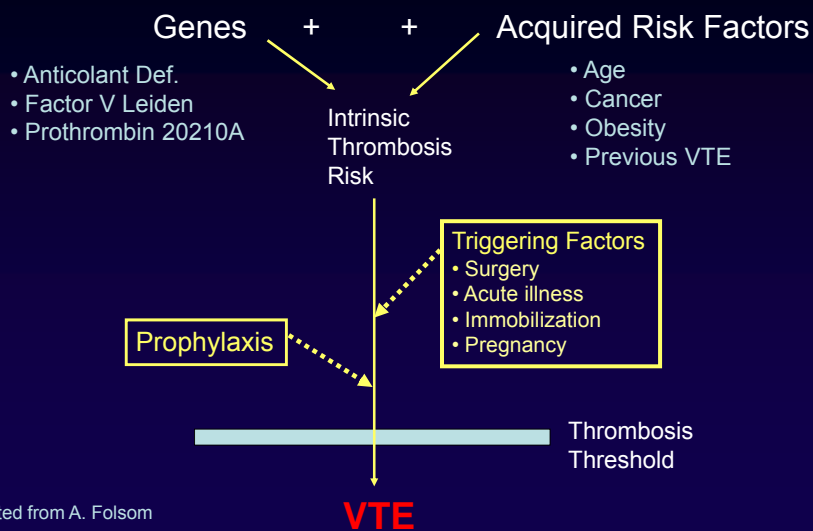 Genes + + Acquired Risk Factors
• Anticolant Def.
• Factor V Leiden
• Prothrombin 20210A
• Age
• Cancer
• Obesity
• Previous VTE
Intrinsic
Thrombosis
Risk
Triggering Factors
• Surgery
• Acute illness
• Immobilization
• Pregnancy
Prophylaxis
Thrombosis
Threshold
VTE
ted from A. Folsom